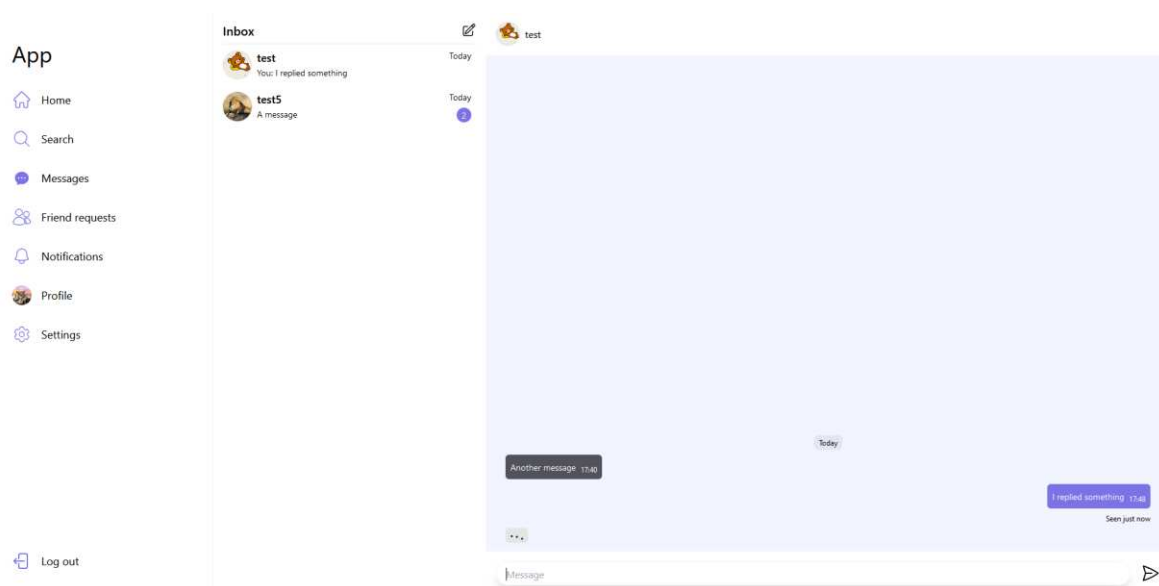 App
Home
Search
Messages
Friend requests
Notifications
Profile
Settings
Log out
Inbox
test
Today
You: I replied something
test5
Today
A message
2
test
Today
Another message 17:40
I replied something 17:48
Seen just now
Message